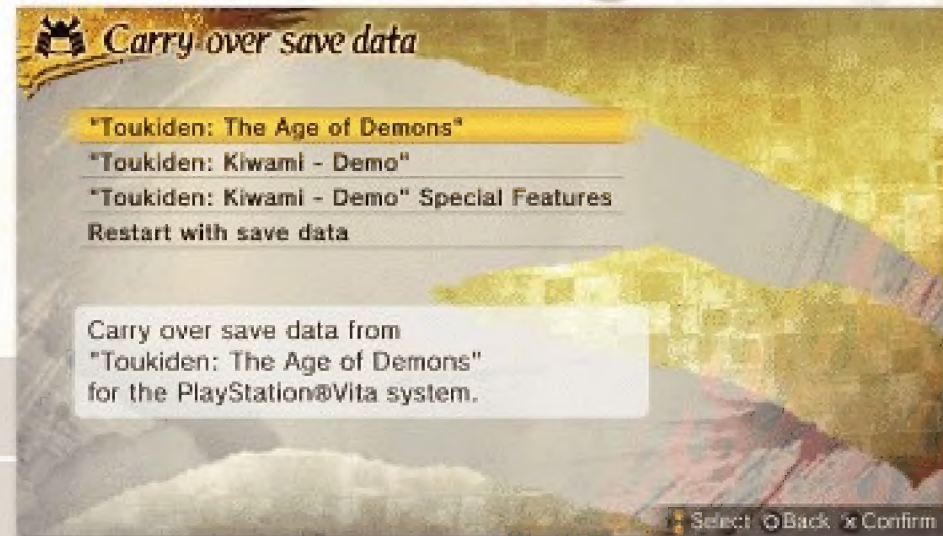 Carry over save data
"Toukiden: The Age of Demons"
"Toukiden: Kiwami - Demo"
"Toukiden: Kiwami - Demo" Special Features
Restart with save data
Carry over save data from
"Toukiden: The Age of Demons"
for the PlayStation®Vita system.
Select Back Confirm